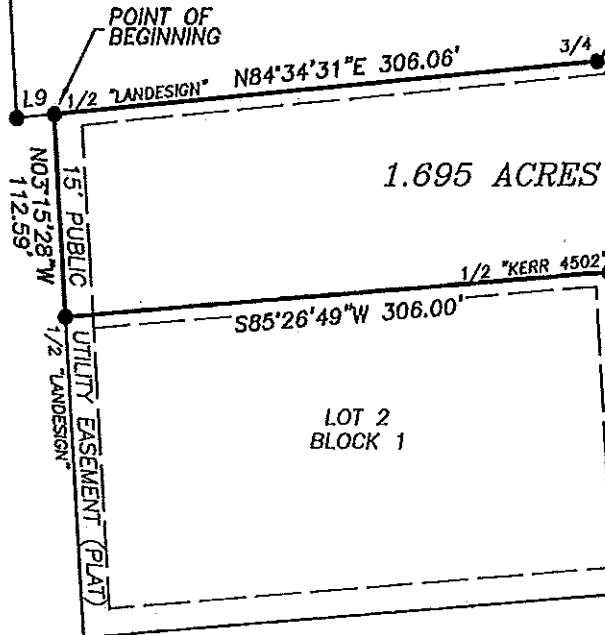 POINT OF
BEGINNING
L9
1/2 "LANDESIGN"
N84°34'31"E 306.06'
3/4
N03°15'28"W
112.59'
15' PUBLIC UTILITY EASEMENT (PLAT)
1.695 ACRES
1/2 "KERR 4502"
S85°26'49"W 306.00'
1/2 "LANDESIGN"
LOT 2
BLOCK 1